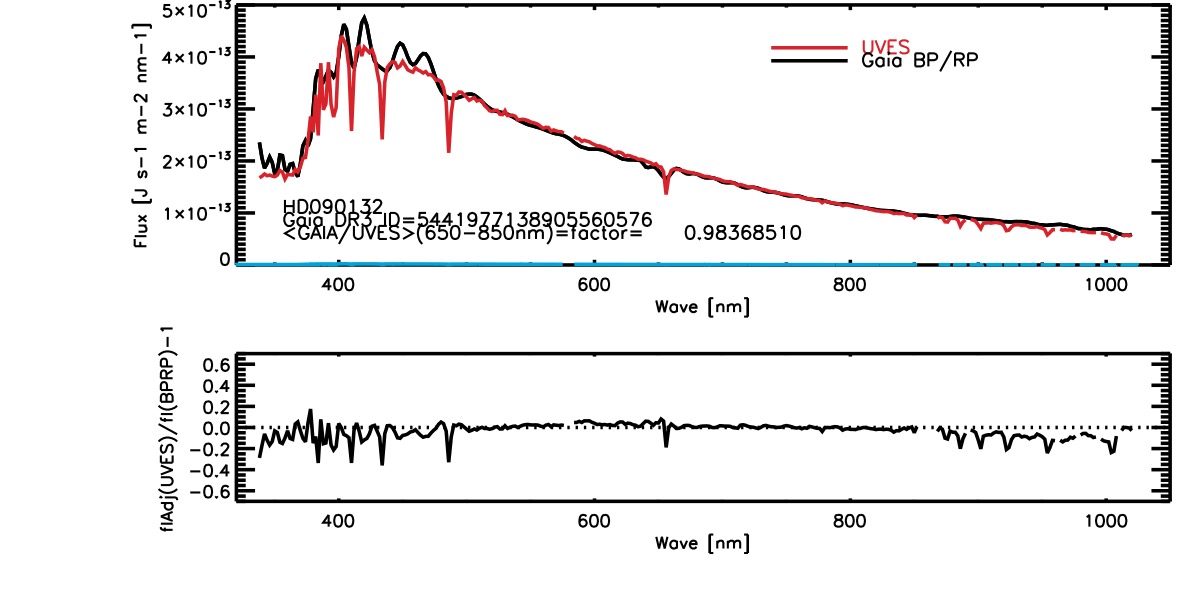 5×10−13
4×10−13
3×10−13
2×10−13
1×10−13
0
Flux [J s−1 m−2 nm−1]
UVES
Gaia BP/RP
HD090132
Gaia DR3 ID=5441977138905560576
<GAIA/UVES>(650−850nm)=factor= 0.98368510
400 600 800 1000
Wave [nm]
flAdj(UVES)/fl(BPRP)−1
0.6
0.4
0.2
0.0
−0.2
−0.4
−0.6
400 600 800 1000
Wave [nm]